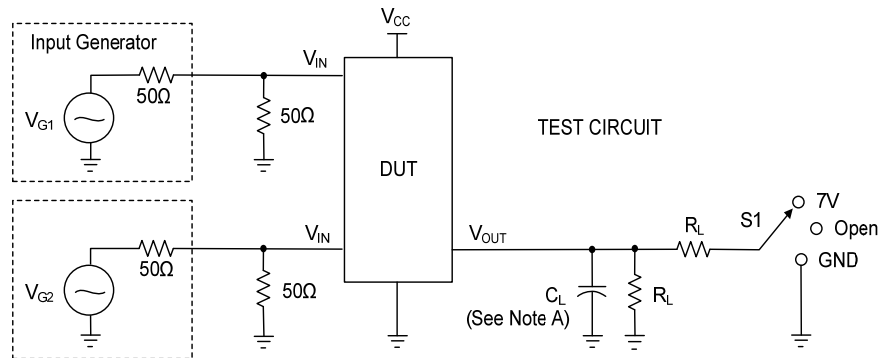 V_CC
Input Generator
V_IN
50Ω
50Ω
V_G1
DUT
TEST CIRCUIT
V_IN
50Ω
50Ω
V_G2
V_OUT
R_L
S1
7V
Open
GND
C_L
(See Note A)
R_L